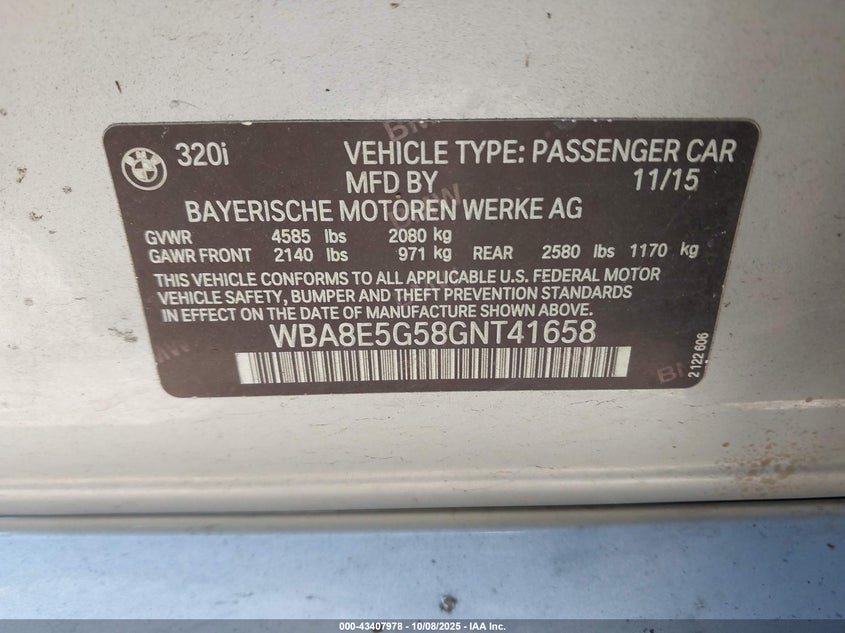 320i VEHICLE TYPE: PASSENGER CAR
MFD BY 11/15
BAYERISCHE MOTOREN WERKE AG
GVWR 4585 lbs 2080 kg
GAWR FRONT 2140 lbs 971 kg REAR 2580 lbs 1170 kg
THIS VEHICLE CONFORMS TO ALL APPLICABLE U.S. FEDERAL MOTOR
VEHICLE SAFETY, BUMPER AND THEFT PREVENTION STANDARDS
IN EFFECT ON THE DATE OF MANUFACTURE SHOWN ABOVE.
WBA8E5G58GNT41658
2 122 606
BMW
BMW
BMW
000-43407978 - 10/08/2025 - IAA Inc.